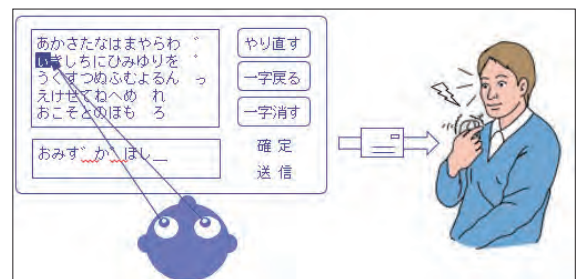 あかさたなはまやらわ ゛
いきしちにひみゆりを ゜
うくすつぬふむよるん っ
えけせてねへめ れ
おこそとのほも ろ
おみす゛か゛ほし＿
やり直す
一字戻る
一字消す
確定
送信